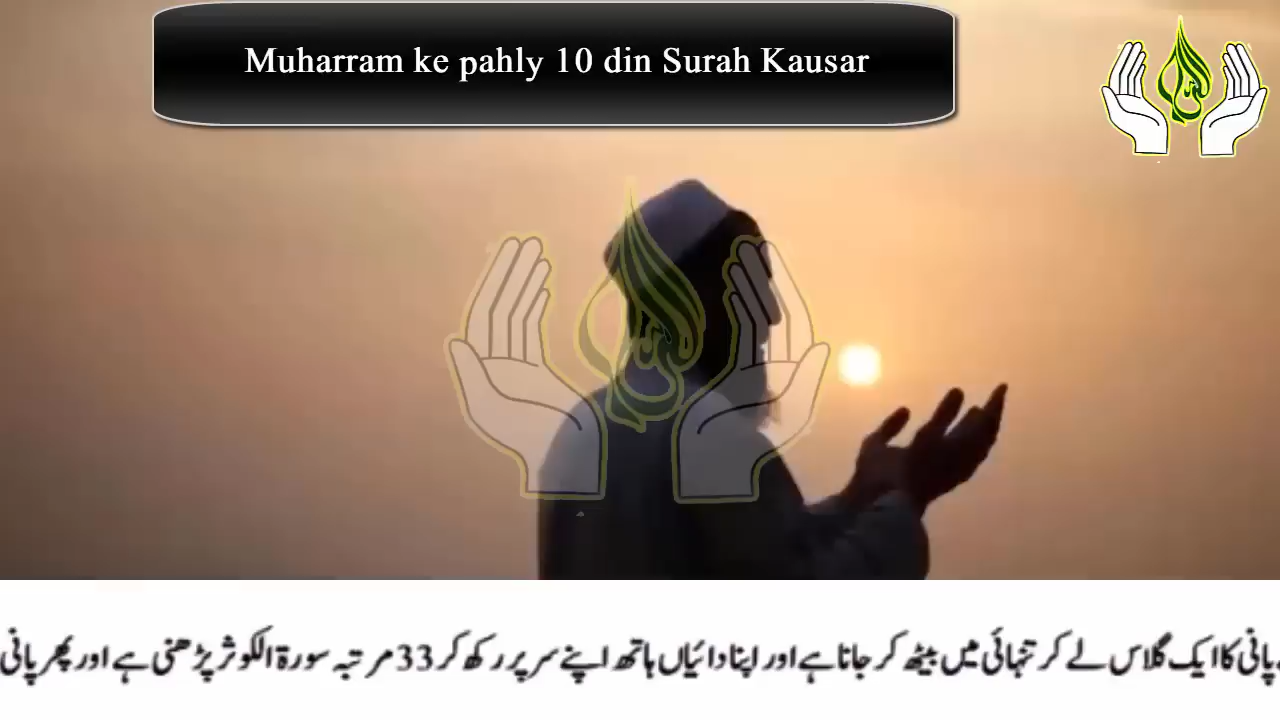 Muharram ke pahly 10 din Surah Kausar
پانی کا ایک گلاس لے کر تنہائی میں بیٹھ کر جانا ہے اور اپنا دائیاں ہاتھ اپنے سر پر رکھ کر 33 مرتبہ سورۃ الکوثر پڑھنی ہے اور پھر پانی